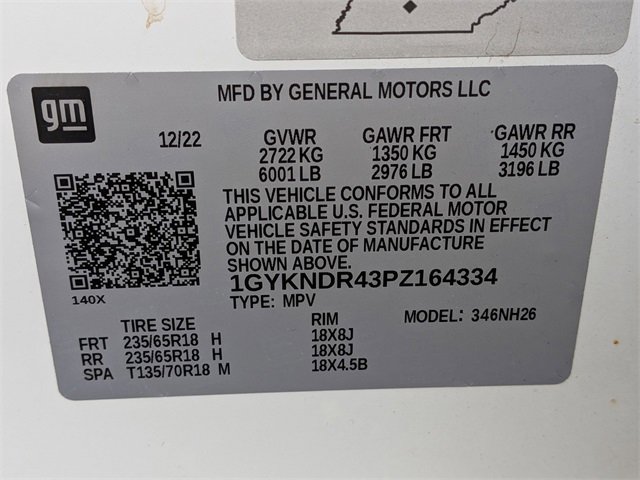 gm
MFD BY GENERAL MOTORS LLC
12/22 GVWR GAWR FRT GAWR RR
2722 KG 1350 KG 1450 KG
6001 LB 2976 LB 3196 LB
THIS VEHICLE CONFORMS TO ALL
APPLICABLE U.S. FEDERAL MOTOR
VEHICLE SAFETY STANDARDS IN EFFECT
ON THE DATE OF MANUFACTURE
SHOWN ABOVE.
1GYKNDR43PZ164334
140X
TYPE: MPV
MODEL: 346NH26
TIRE SIZE RIM
FRT 235/65R18 H 18X8J
RR 235/65R18 H 18X8J
SPA T135/70R18 M 18X4.5B